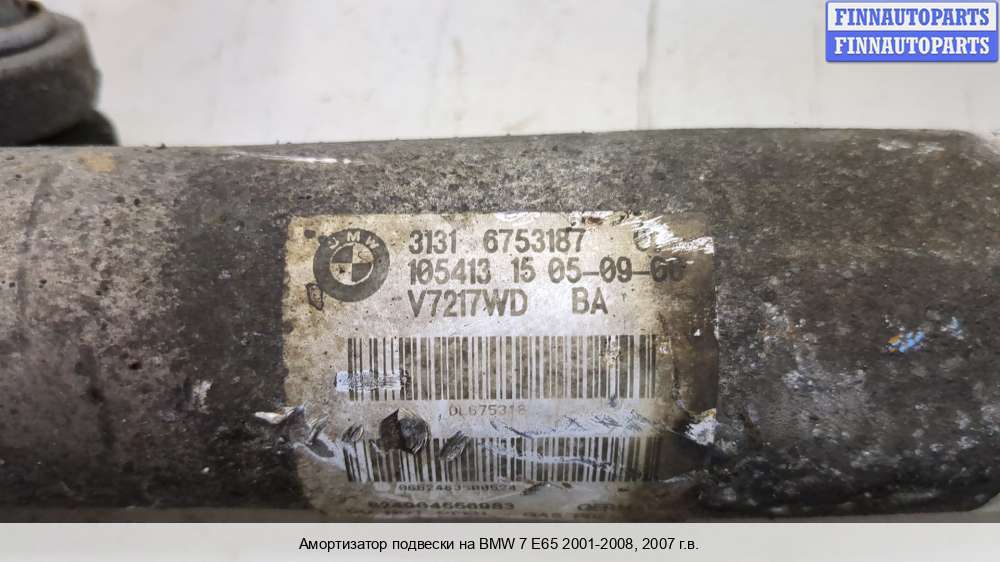 FINNAUTOPARTS
FINNAUTOPARTS
BMW
3131 6753187
105413 15 05-09-06
V7217WD BA
DL675318
Амортизатор подвески на BMW 7 E65 2001-2008, 2007 г.в.